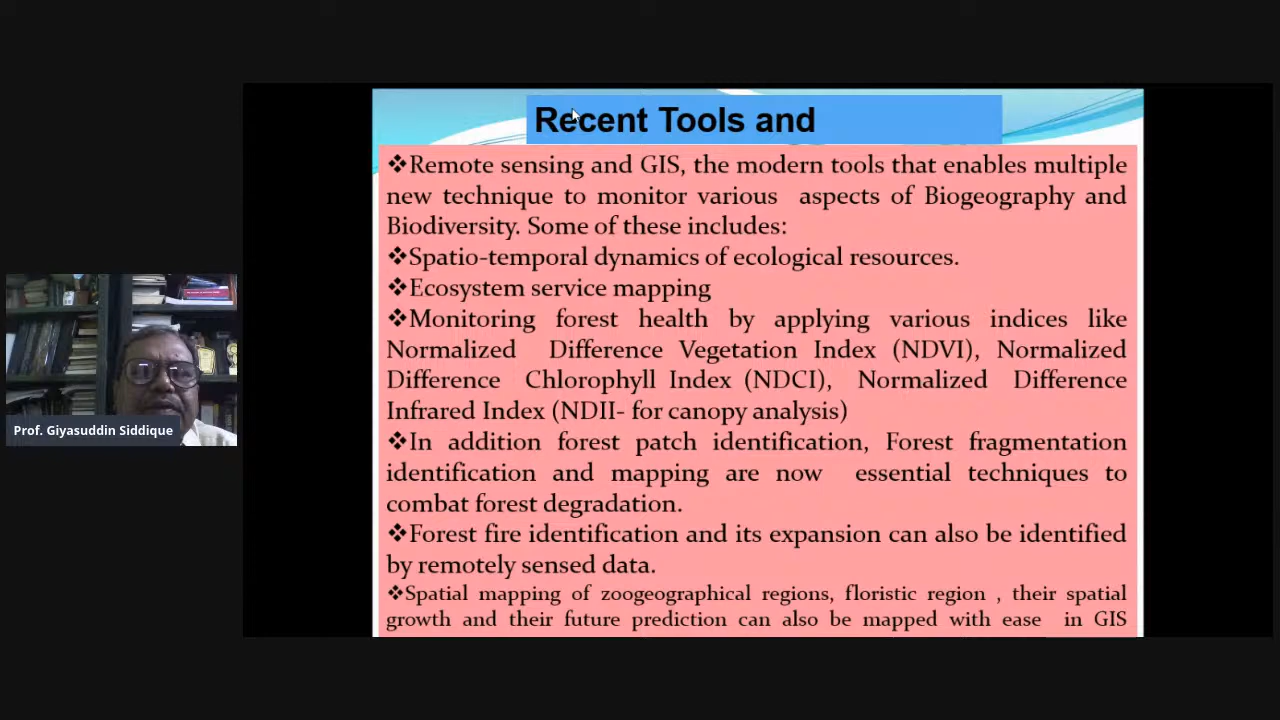 Recent Tools and
❖Remote sensing and GIS, the modern tools that enables multiple
new technique to monitor various aspects of Biogeography and
Biodiversity. Some of these includes:
❖Spatio-temporal dynamics of ecological resources.
❖Ecosystem service mapping
❖Monitoring forest health by applying various indices like
Normalized Difference Vegetation Index (NDVI), Normalized
Difference Chlorophyll Index (NDCI), Normalized Difference
Infrared Index (NDII- for canopy analysis)
❖In addition forest patch identification, Forest fragmentation
identification and mapping are now essential techniques to
combat forest degradation.
❖Forest fire identification and its expansion can also be identified
by remotely sensed data.
❖Spatial mapping of zoogeographical regions, floristic region , their spatial
growth and their future prediction can also be mapped with ease in GIS
Prof. Giyasuddin Siddique